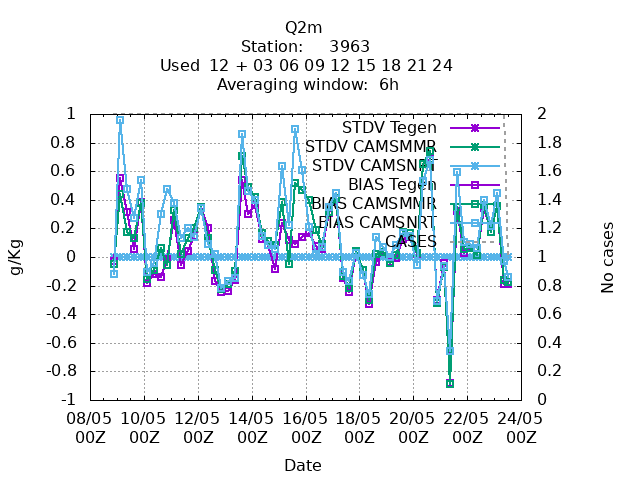 Q2m
Station: 3963
Used 12 + 03 06 09 12 15 18 21 24
Averaging window: 6h
1
0.8
0.6
0.4
0.2
0
-0.2
-0.4
-0.6
-0.8
-1
g/Kg
2
1.8
1.6
1.4
1.2
1
0.8
0.6
0.4
0.2
0
No cases
STDV Tegen
STDV CAMSMMR
STDV CAMSNRT
BIAS Tegen
BIAS CAMSMMR
BIAS CAMSNRT
CASES
08/05 10/05 12/05 14/05 16/05 18/05 20/05 22/05 24/05
00Z 00Z 00Z 00Z 00Z 00Z 00Z 00Z 00Z
Date